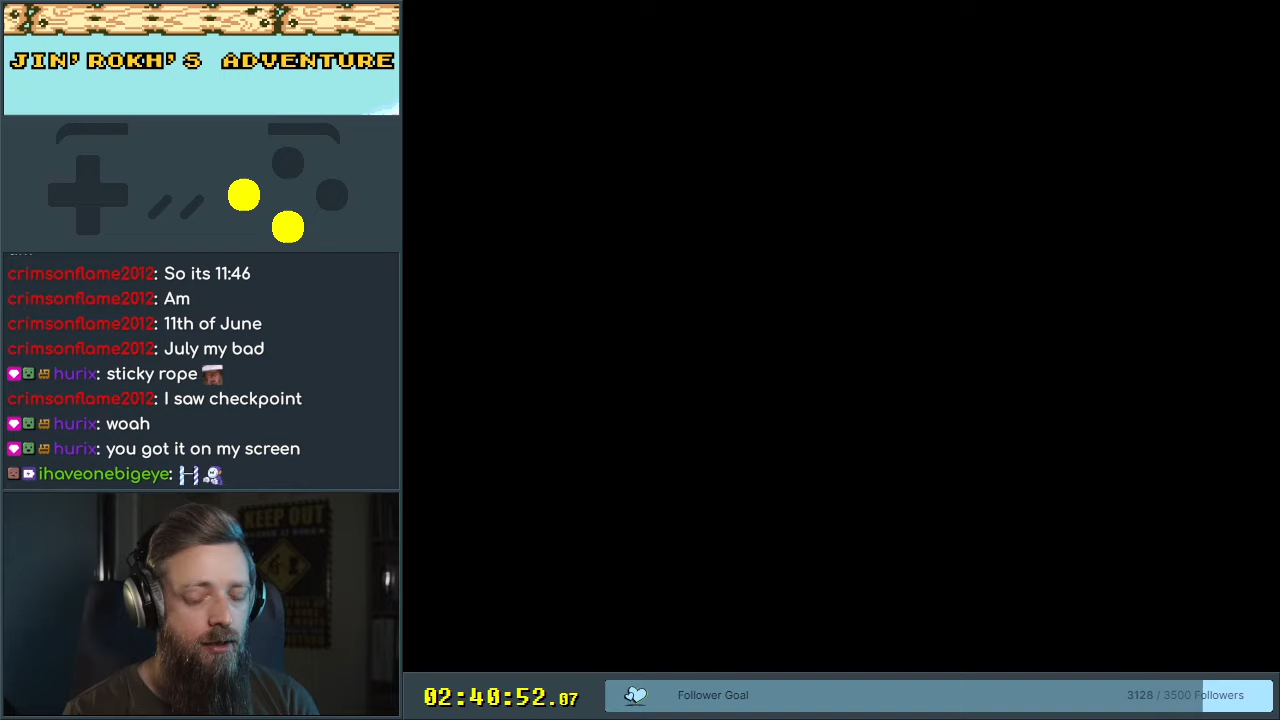 JIN'ROKH'S ADVENTURE
crimsonflame2012: So its 11:46
crimsonflame2012: Am
crimsonflame2012: 11th of June
crimsonflame2012: July my bad
hurix: sticky rope
crimsonflame2012: I saw checkpoint
hurix: woah
hurix: you got it on my screen
ihaveonebigeye:
KEEP OUT
02:40:52.07
Follower Goal
3128 / 3500 Followers